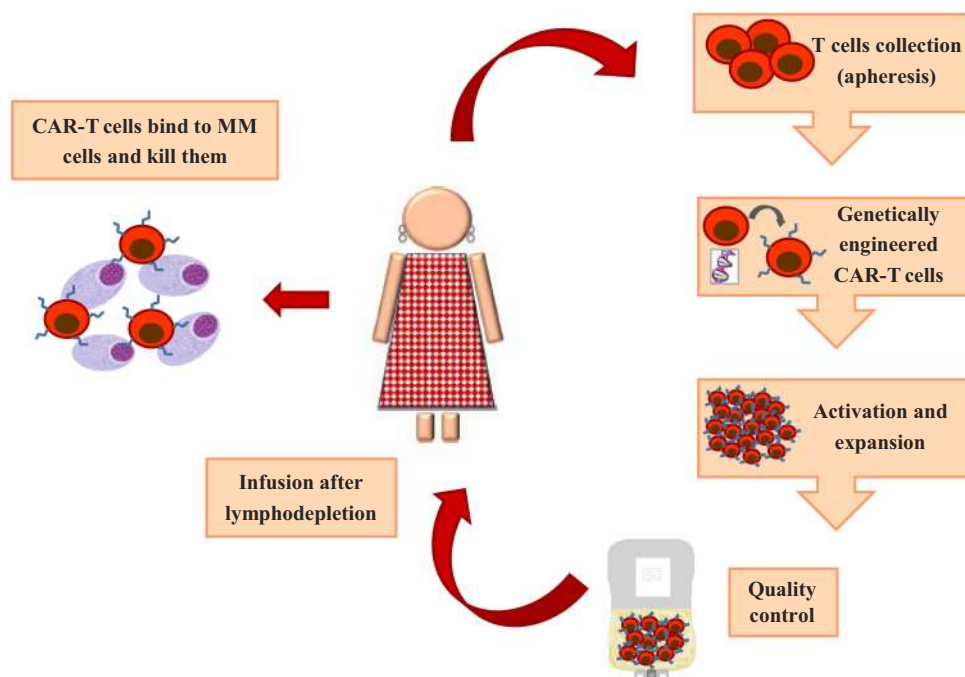 T cells collection
(apheresis)
CAR-T cells bind to MM
cells and kill them
Genetically
engineered
CAR-T cells
Activation and
expansion
Infusion after
lymphodepletion
Quality
control